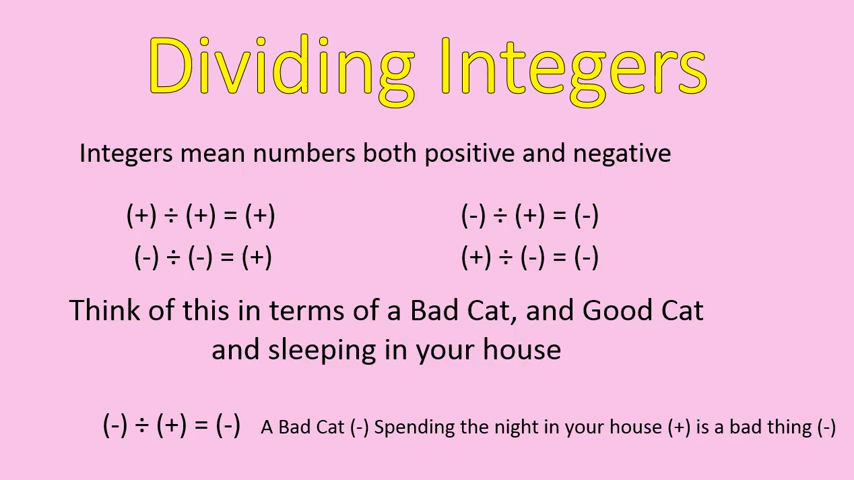 Dividing Integers
Integers mean numbers both positive and negative
(+) ÷ (+) = (+)
(-) ÷ (-) = (+)
(-) ÷ (+) = (-)
(+) ÷ (-) = (-)
Think of this in terms of a Bad Cat, and Good Cat
and sleeping in your house
(-) ÷ (+) = (-) A Bad Cat (-) Spending the night in your house (+) is a bad thing (-)